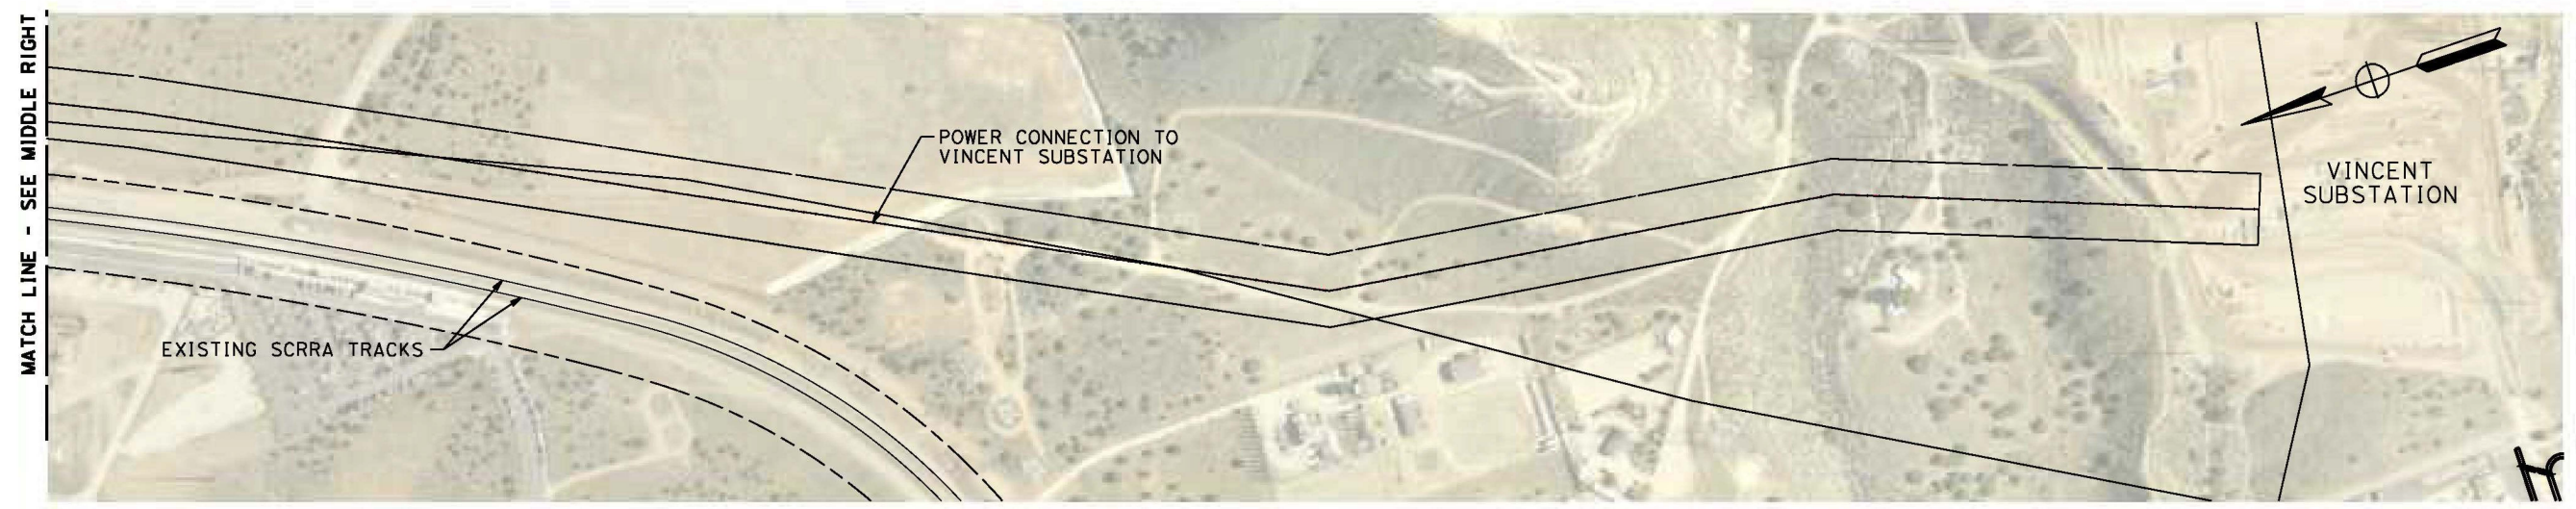 MATCH LINE - SEE MIDDLE RIGHT
POWER CONNECTION TO
VINCENT SUBSTATION
EXISTING SCRRA TRACKS
VINCENT
SUBSTATION